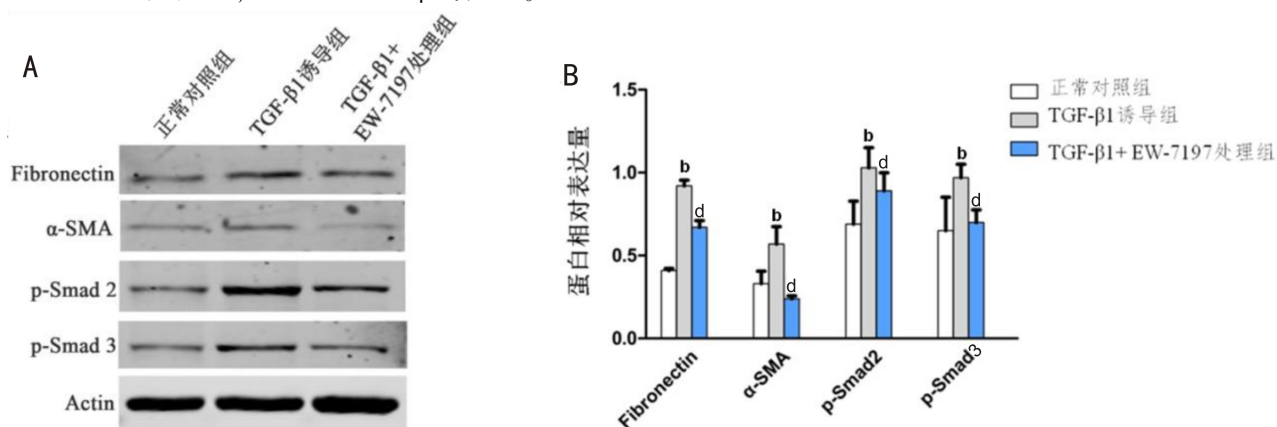 A
正常对照组
TGF-β1诱导组
TGF-β1+
EW-7197处理组
Fibronectin
α-SMA
p-Smad 2
p-Smad 3
Actin
B
蛋白相对表达量
1.5
1.0
0.5
0.0
b
d
b
d
b
d
b
d
Fibronectin
α-SMA
p-Smad2
p-Smad3
正常对照组
TGF-β1诱导组
TGF-β1+ EW-7197处理组